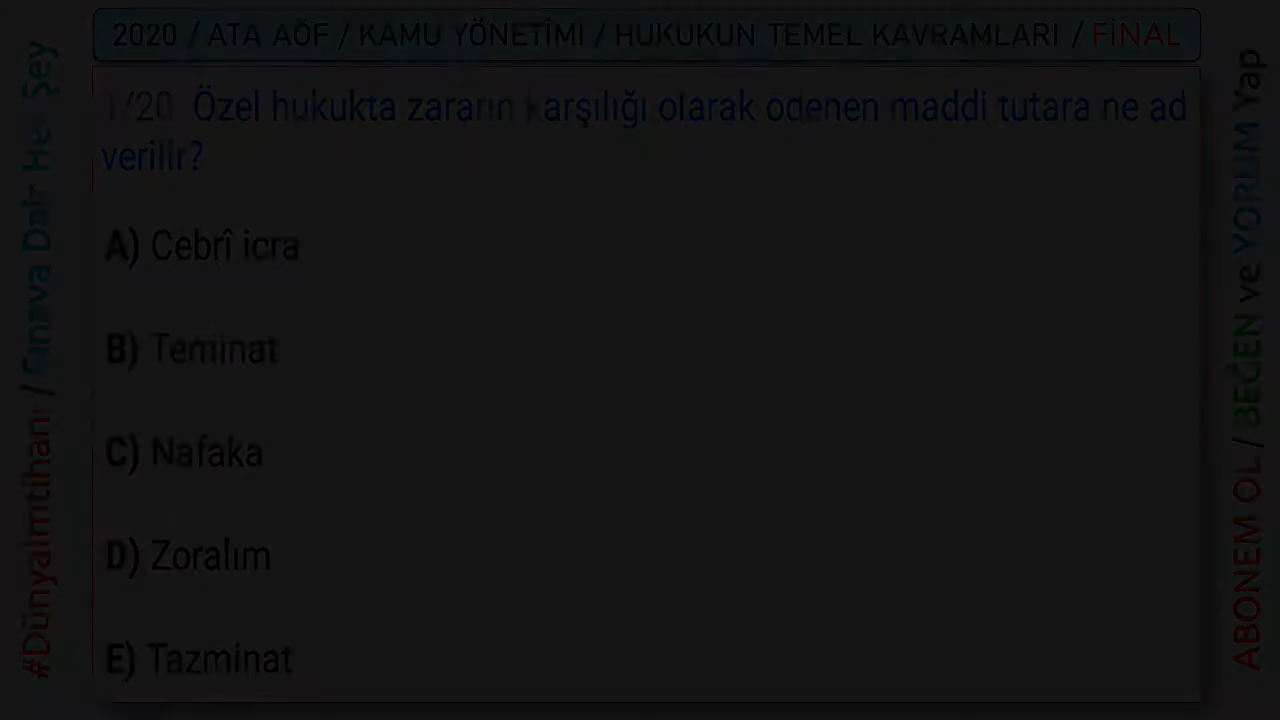 2020 / ATA AÖF / KAMU YÖNETİMİ / HUKUKUN TEMEL KAVRAMLARI / FİNAL
1/20 Özel hukukta zararın karşılığı olarak ödenen maddi tutara ne ad
verilir?
A) Cebrî icra
B) Teminat
C) Nafaka
D) Zoralım
E) Tazminat
#Dünyaimtihanı / Sınava Dair Her Şey
ABONEM OL / BEĞEN ve YORUM Yap